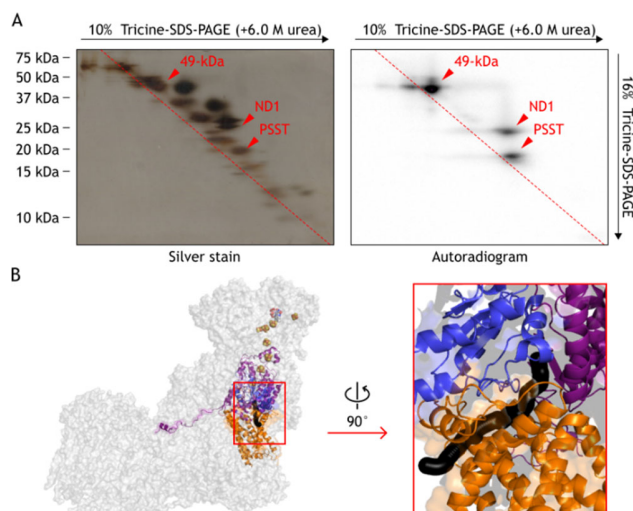 A
10% Tricine-SDS-PAGE (+6.0 M urea)
10% Tricine-SDS-PAGE (+6.0 M urea)
75 kDa
50 kDa
37 kDa
25 kDa
20 kDa
15 kDa
10 kDa
49-kDa
ND1
PSST
49-kDa
ND1
PSST
16% Tricine-SDS-PAGE
Silver stain
Autoradiogram
B
90°